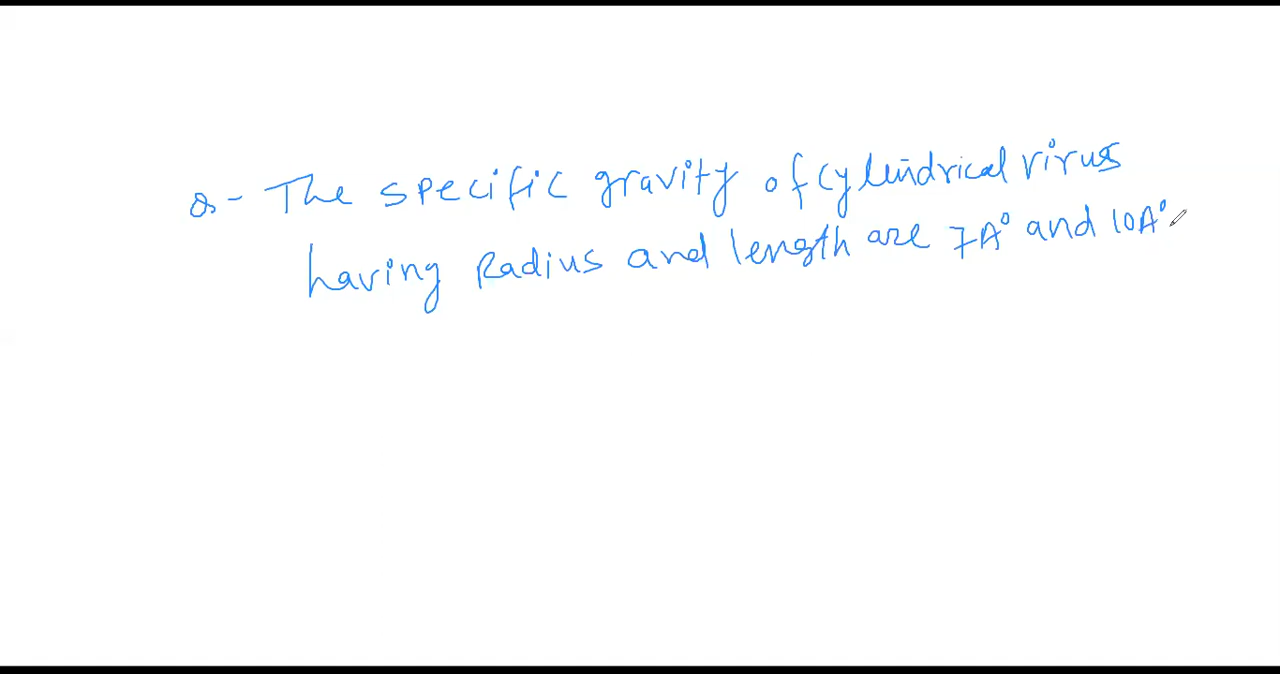 Q- The specific gravity of cylindrical virus
having Radius and length are 7A° and 10A°